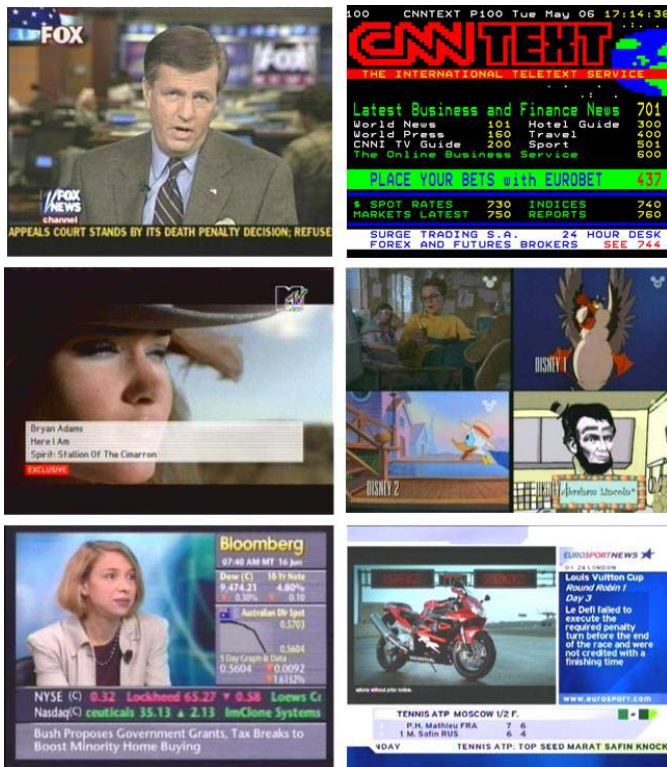 FOX
FOX
FOX
NEWS
channel
APPEALS COURT STANDS BY ITS DEATH PENALTY DECISION; REFUSE
100 CNNTEXT P100 Tue May 06 17:14:38
CNN TEXT
THE INTERNATIONAL TELETEXT SERVICE
Latest Business and Finance News 701
World News 101 Hotel Guide 300
World Press 160 Travel 400
CNNI TV Guide 200 Sport 501
The Online Business Service 600
PLACE YOUR BETS with EUROBET 437
$ SPOT RATES 730 INDICES 740
MARKETS LATEST 750 REPORTS 760
SURGE TRADING S.A. 24 HOUR DESK
FOREX AND FUTURES BROKERS SEE 744
MTV
Bryan Adams
Here I Am
Spirit: Stallion Of The Cimarron
EXCLUSIVE
DISNEY 1
DISNEY 2
Abraham Lincoln
Bloomberg
07:40 AM MT 16 Jun
Dow (C) 10-Yr Note
9,474.21 4.80%
0.30% 0.10
Australian Dlr Spot
0.5703
0.5604
5 Day Graph & Data
0.5604 0.0092
1.6152%
NYSE (C) 0.32 Lockheed 65.27 ▼ 0.58 Loews Cr
Nasdaq(C) ceuticals 35.13 ▲ 2.13 ImClone Systems
Bush Proposes Government Grants, Tax Breaks to
Boost Minority Home Buying
EUROSPORTNEWS
01:24 LONDON
Louis Vuitton Cup
Round Robin 1
Day 3
Le Defi failed to
execute the
required penalty
turn before the end
of the race and were
not credited with a
finishing time
www.eurosport.com
HONDA
TENNIS ATP MOSCOW 1/2 F.
P.H. Mathieu FRA 7 6
1 M. Safin RUS 6 4
NDAY TENNIS ATP: TOP SEED MARAT SAFIN KNOCK